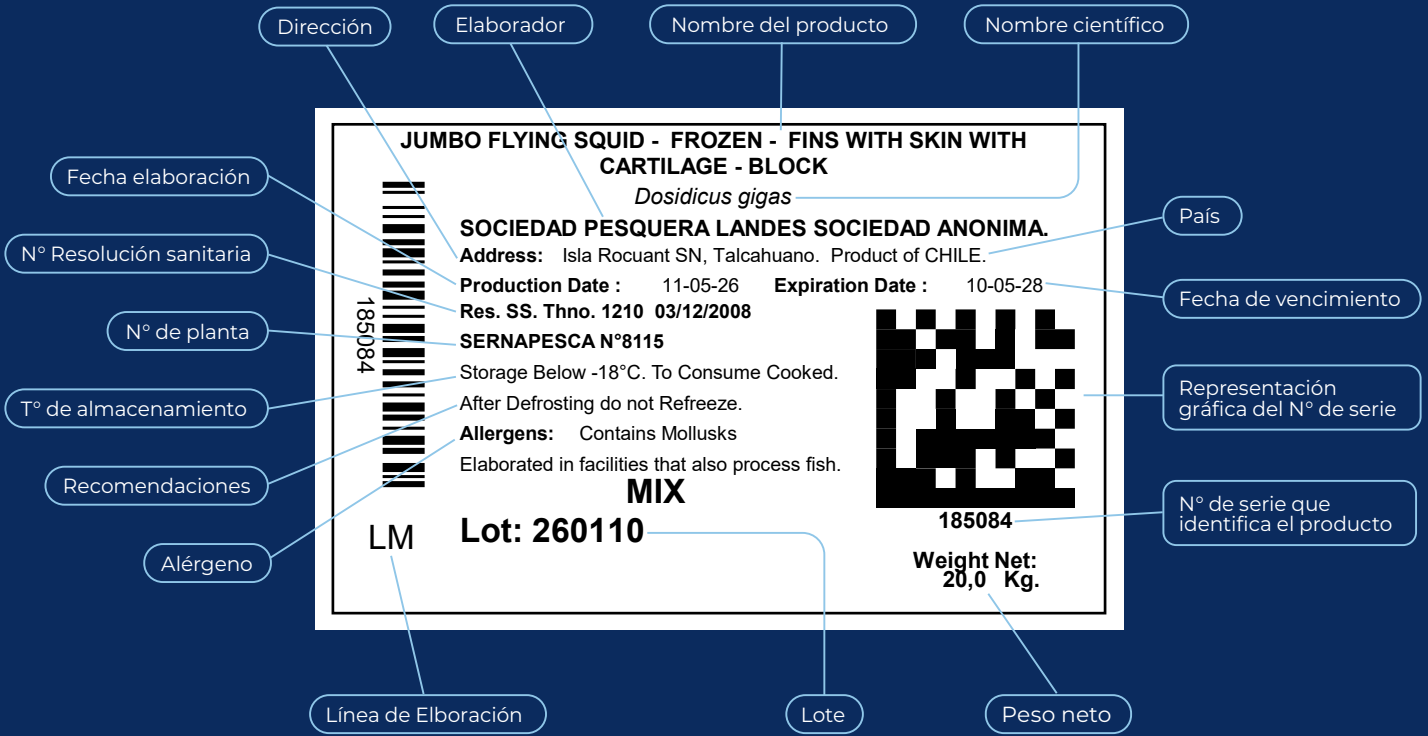 Dirección
Elaborador
Nombre del producto
Nombre científico
JUMBO FLYING SQUID - FROZEN - FINS WITH SKIN WITH
CARTILAGE - BLOCK
Dosidicus gigas
SOCIEDAD PESQUERA LANDES SOCIEDAD ANONIMA.
Address: Isla Rocuant SN, Talcahuano. Product of CHILE.
Production Date : 11-05-26 Expiration Date : 10-05-28
Res. SS. Thno. 1210 03/12/2008
SERNAPESCA N°8115
Storage Below -18°C. To Consume Cooked.
After Defrosting do not Refreeze.
Allergens: Contains Mollusks
Elaborated in facilities that also process fish.
MIX
Lot: 260110
185084
LM
185084
Weight Net:
20,0 Kg.
Fecha elaboración
N° Resolución sanitaria
N° de planta
T° de almacenamiento
Recomendaciones
Alérgeno
País
Fecha de vencimiento
Representación
gráfica del N° de serie
N° de serie que
identifica el producto
Línea de Elboración
Lote
Peso neto